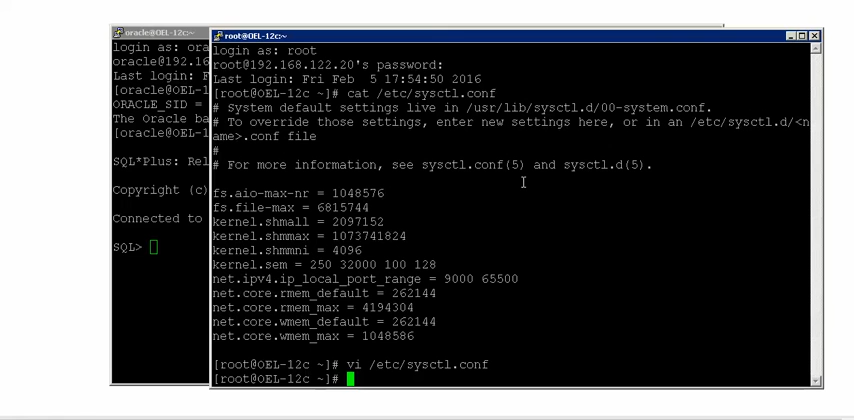 oracle@OEL-12c:~
login as: ora
oracle@192.16
Last login: F
[oracle@OEL-1
ORACLE_SID =
The Oracle ba
[oracle@OEL-1
SQL*Plus: Rel
Copyright (c)
Connected to
SQL>
root@OEL-12c:~
login as: root
root@192.168.122.20's password:
Last login: Fri Feb  5 17:54:50 2016
[root@OEL-12c ~]# cat /etc/sysctl.conf
# System default settings live in /usr/lib/sysctl.d/00-system.conf.
# To override those settings, enter new settings here, or in an /etc/sysctl.d/<n
ame>.conf file
#
# For more information, see sysctl.conf(5) and sysctl.d(5).
fs.aio-max-nr = 1048576
fs.file-max = 6815744
kernel.shmall = 2097152
kernel.shmmax = 1073741824
kernel.shmmni = 4096
kernel.sem = 250 32000 100 128
net.ipv4.ip_local_port_range = 9000 65500
net.core.rmem_default = 262144
net.core.rmem_max = 4194304
net.core.wmem_default = 262144
net.core.wmem_max = 1048586
[root@OEL-12c ~]# vi /etc/sysctl.conf
[root@OEL-12c ~]#